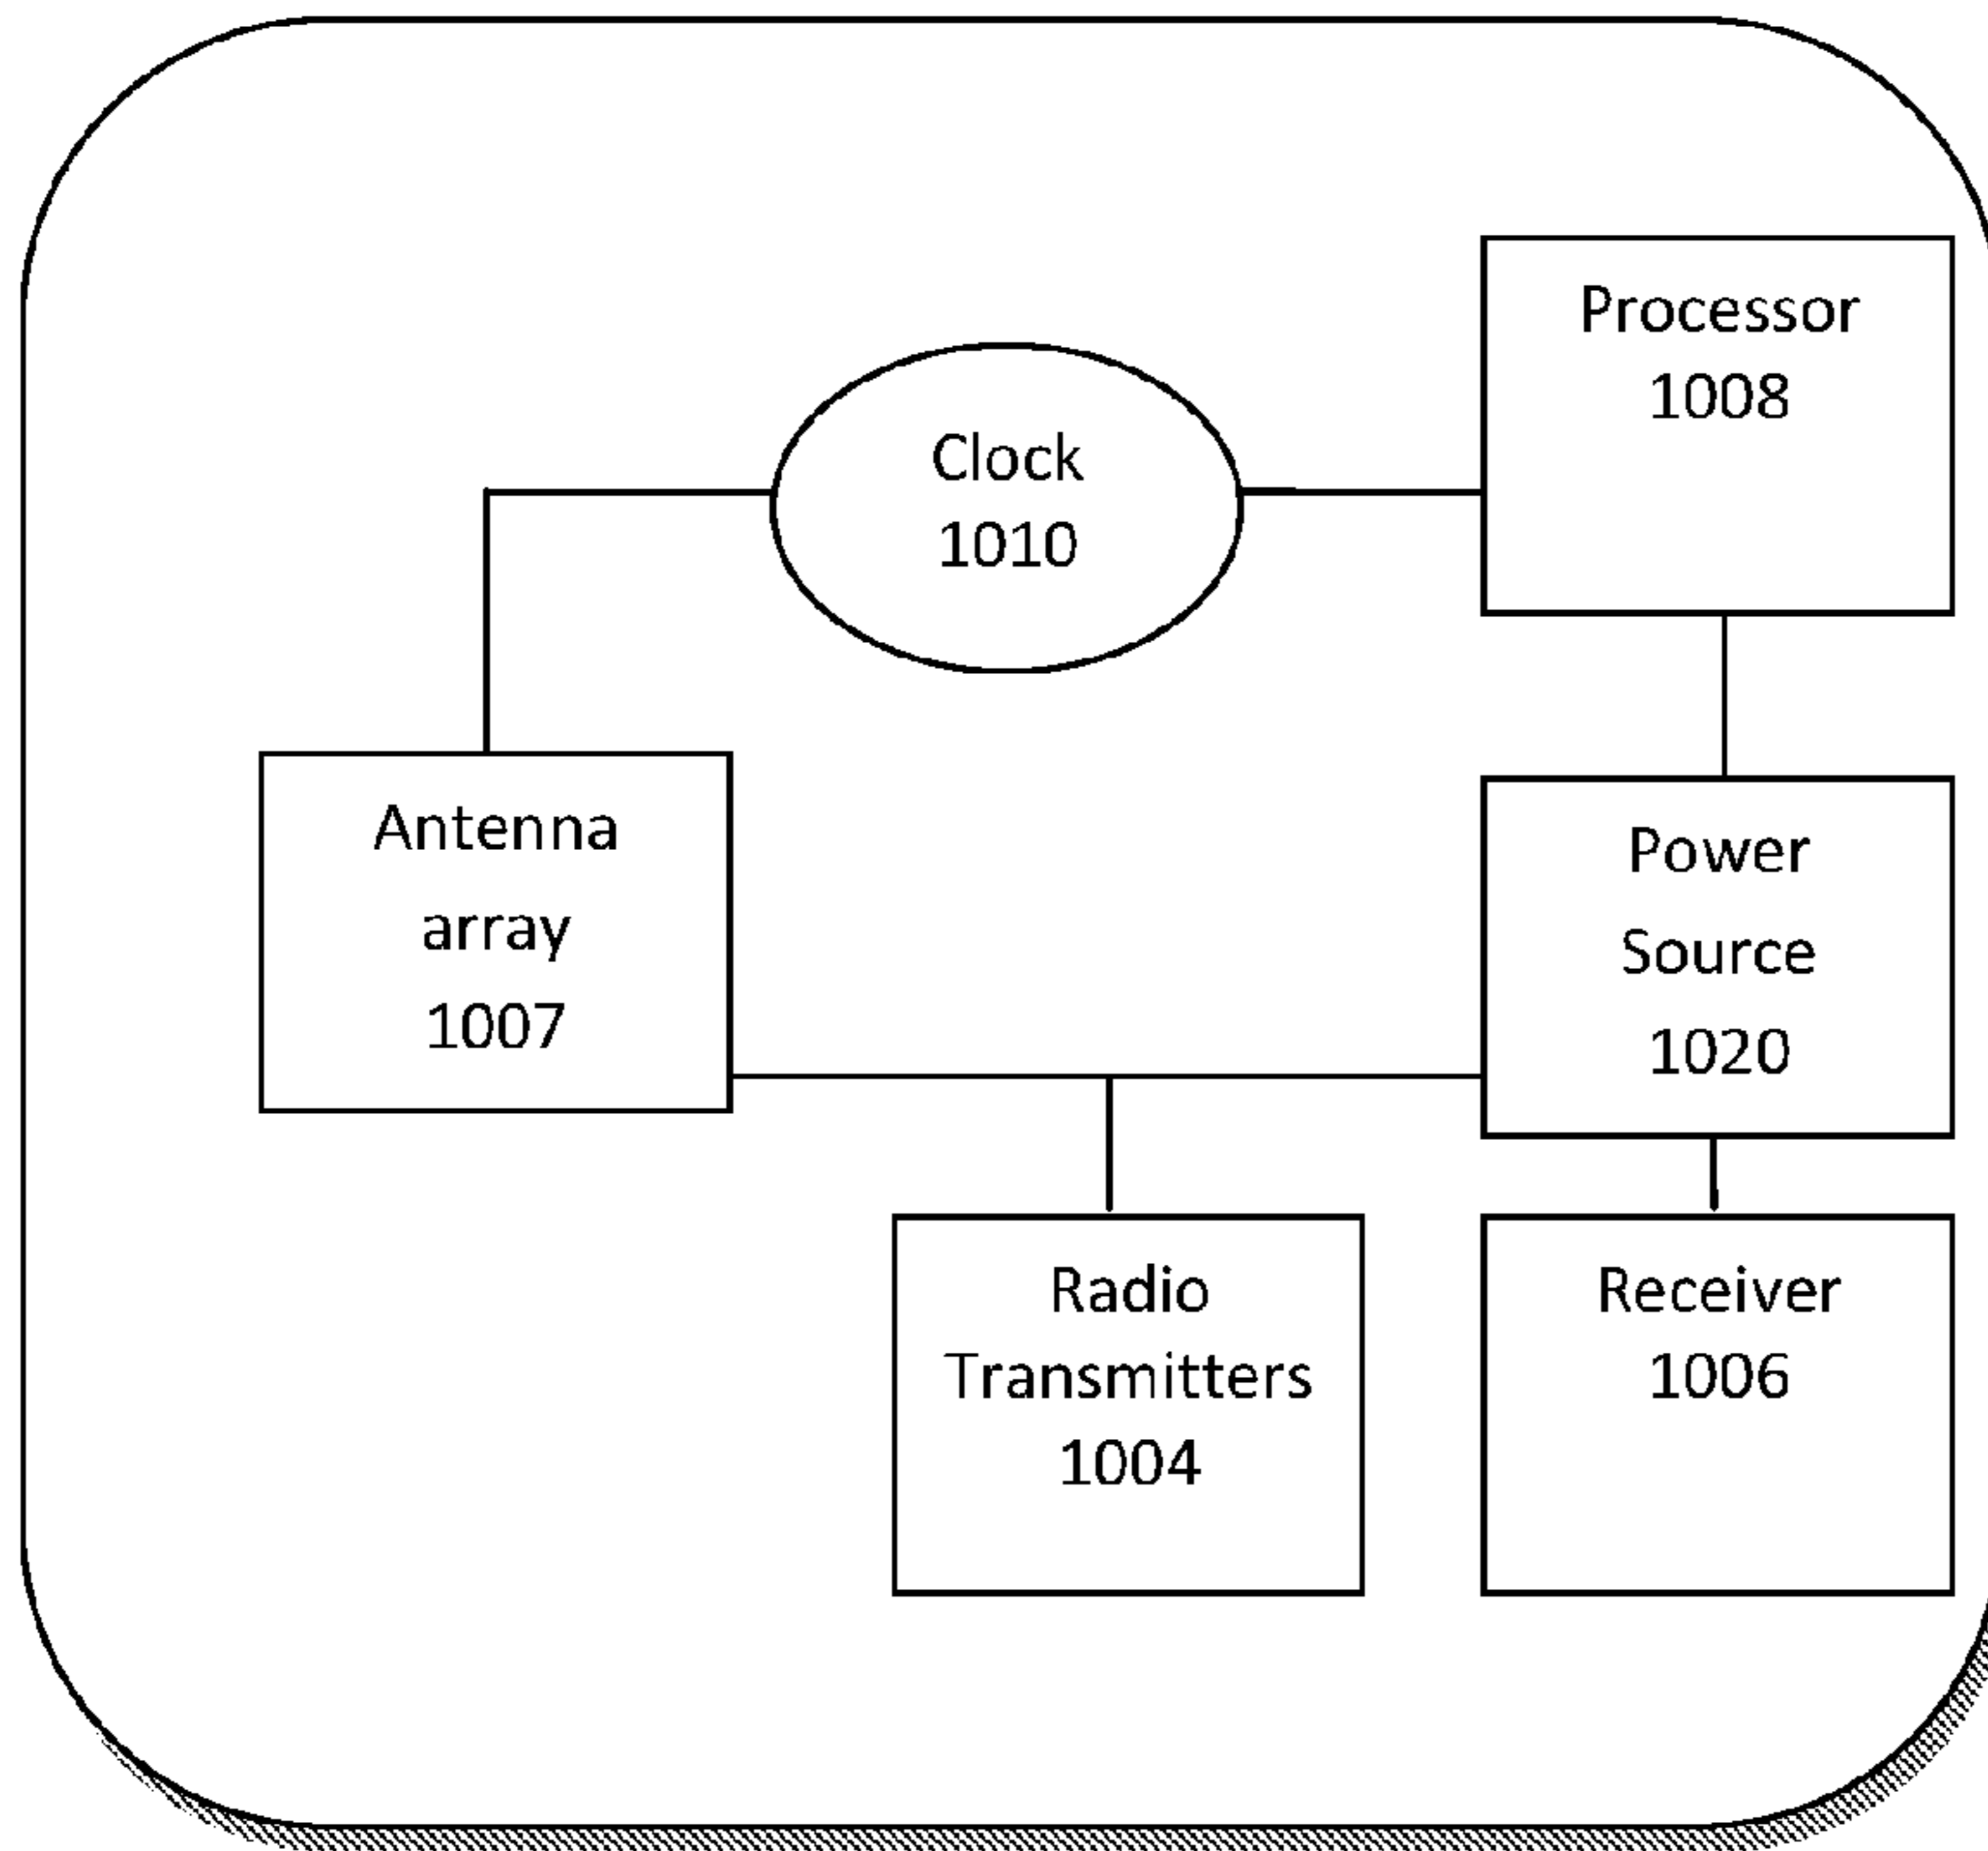 Processor
1008
Clock
1010
Antenna
array
1007
Power
Source
1020
Radio
Transmitters
1004
Receiver
1006